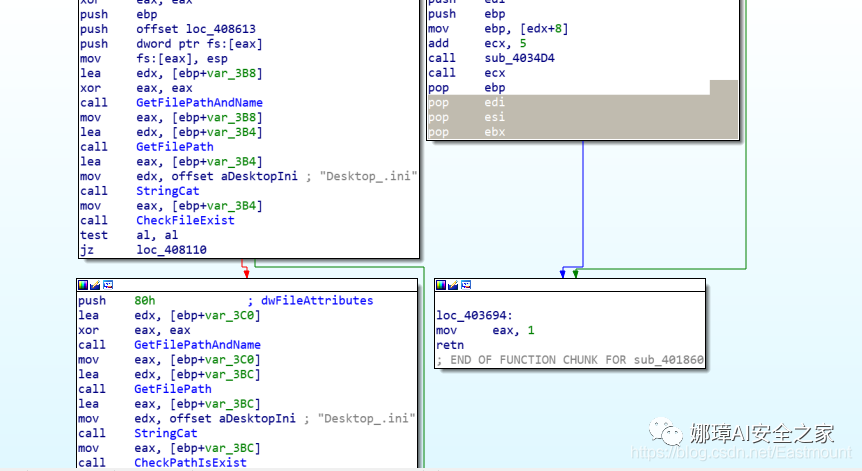 xor eax, eax
push ebp
push offset loc_408613
push dword ptr fs:[eax]
mov fs:[eax], esp
lea edx, [ebp+var_3B8]
xor eax, eax
call GetFilePathAndName
mov eax, [ebp+var_3B8]
lea edx, [ebp+var_3B4]
call GetFilePath
lea eax, [ebp+var_3B4]
mov edx, offset aDesktopIni ; "Desktop_.ini"
call StringCat
mov eax, [ebp+var_3B4]
call CheckFileExist
test al, al
jz loc_408110
push edi
push ebp
mov ebp, [edx+8]
add ecx, 5
call sub_4034D4
call ecx
pop ebp
pop edi
pop esi
pop ebx
push 80h ; dwFileAttributes
lea edx, [ebp+var_3C0]
xor eax, eax
call GetFilePathAndName
mov eax, [ebp+var_3C0]
lea edx, [ebp+var_3BC]
call GetFilePath
lea eax, [ebp+var_3BC]
mov edx, offset aDesktopIni ; "Desktop_.ini"
call StringCat
mov eax, [ebp+var_3BC]
call CheckPathIsExist
loc_403694:
mov eax, 1
retn
; END OF FUNCTION CHUNK FOR sub_401860
娜璋AI安全之家
https://blog.csdn.net/Eastmount